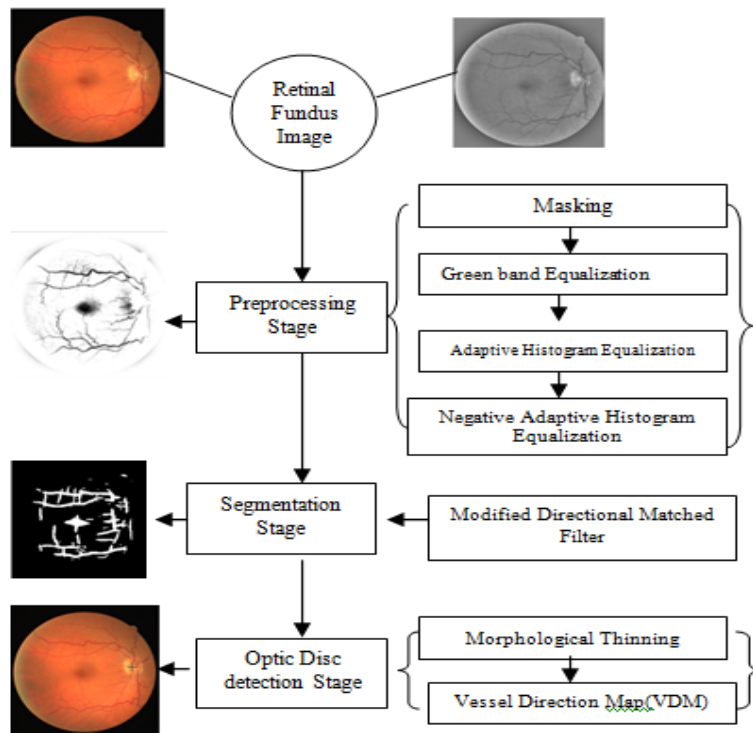 Retinal
Fundus
Image
Masking
Green band Equalization
Preprocessing
Stage
Adaptive Histogram Equalization
Negative Adaptive Histogram
Equalization
Segmentation
Stage
Modified Directional Matched
Filter
Optic Disc
detection Stage
Morphological Thinning
Vessel Direction Map(VDM)